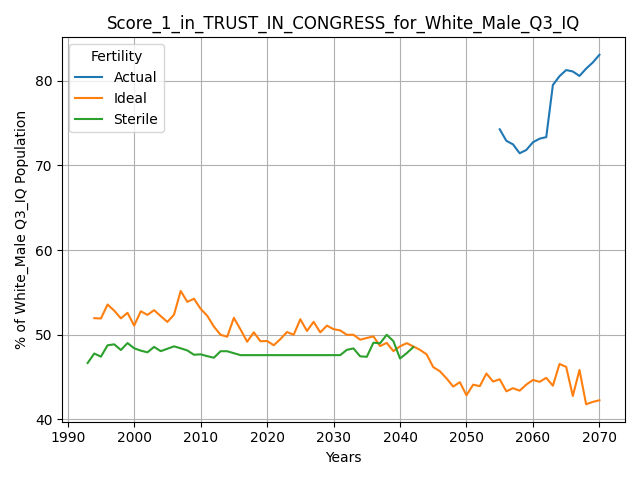 Score_1_in_TRUST_IN_CONGRESS_for_White_Male_Q3_IQ
Fertility
Actual
Ideal
Sterile
% of White_Male Q3_IQ Population
80
70
60
50
40
1990 2000 2010 2020 2030 2040 2050 2060 2070
Years